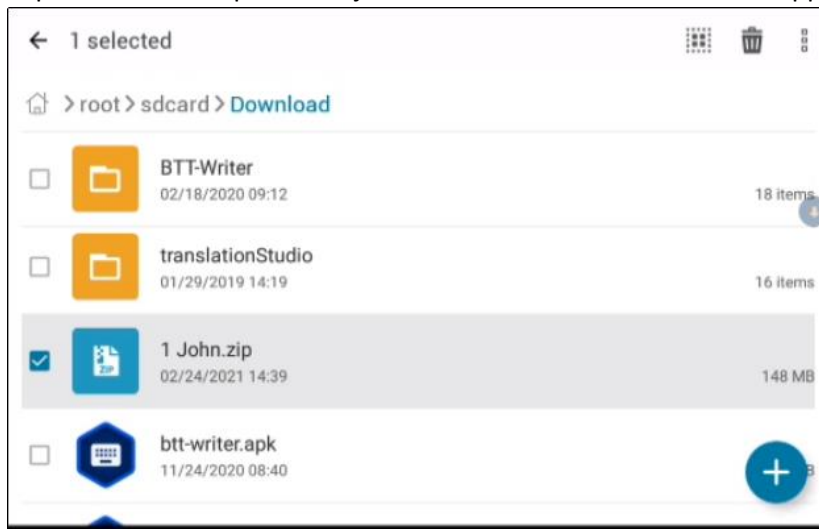 1 selected
>root>sdcard>Download
BTT-Writer
02/18/2020 09:12
18 items
translationStudio
01/29/2019 14:19
16 items
ZIP
1 John.zip
02/24/2021 14:39
148 MB
btt-writer.apk
11/24/2020 08:40
B